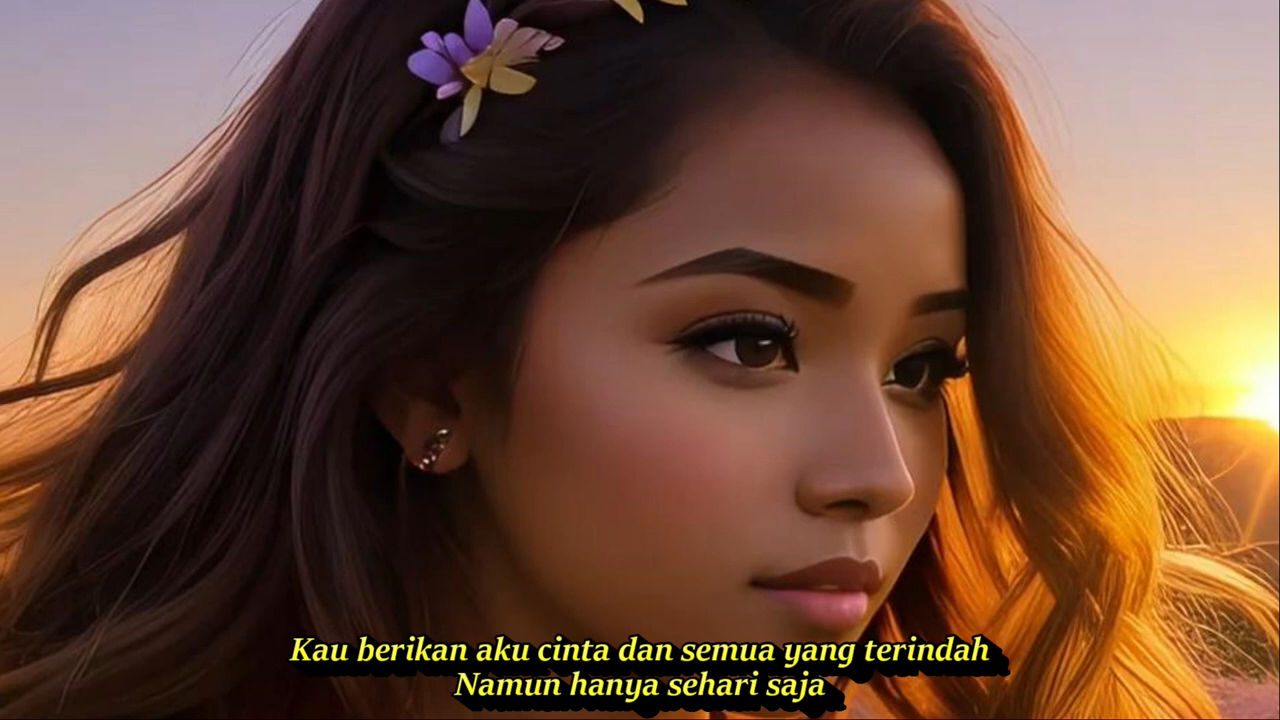 Kau berikan aku cinta dan semua yang terindah
Namun hanya sehari saja